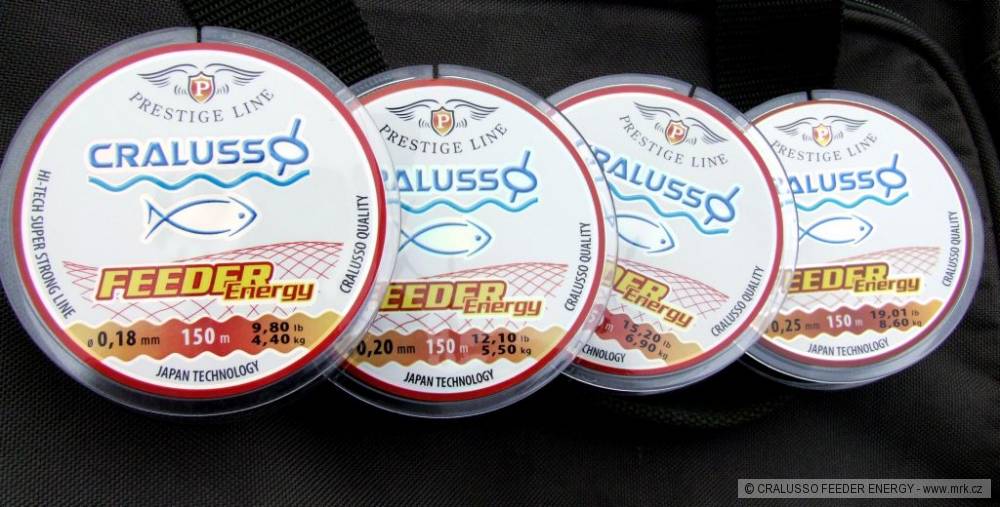 P
PRESTIGE LINE
CRALUSSO
HI-TECH SUPER STRONG LINE
CRALUSSO QUALITY
FEEDER
Energy
ø 0,18 mm 150 m 9,80 lb 4,40 kg
JAPAN TECHNOLOGY
P
PRESTIGE LINE
RALUSSO
CRALUSSO QUALITY
FEEDER
Energy
0,20 mm 150 m 12,10 lb 5,50 kg
JAPAN TECHNOLOGY
P
PRESTIGE LINE
RALUSSO
CRALUSSO QUALITY
EEDER
Energy
m 15,20 lb 6,90 kg
TECHNOLOGY
P
PRESTIGE LINE
ALUSSO
CRALUSSO QUALITY
FEEDER
Energy
0,25 mm 150 m 19,01 lb 8,60 kg
JAPAN TECHNOLOGY
© CRALUSSO FEEDER ENERGY - www.mrk.cz